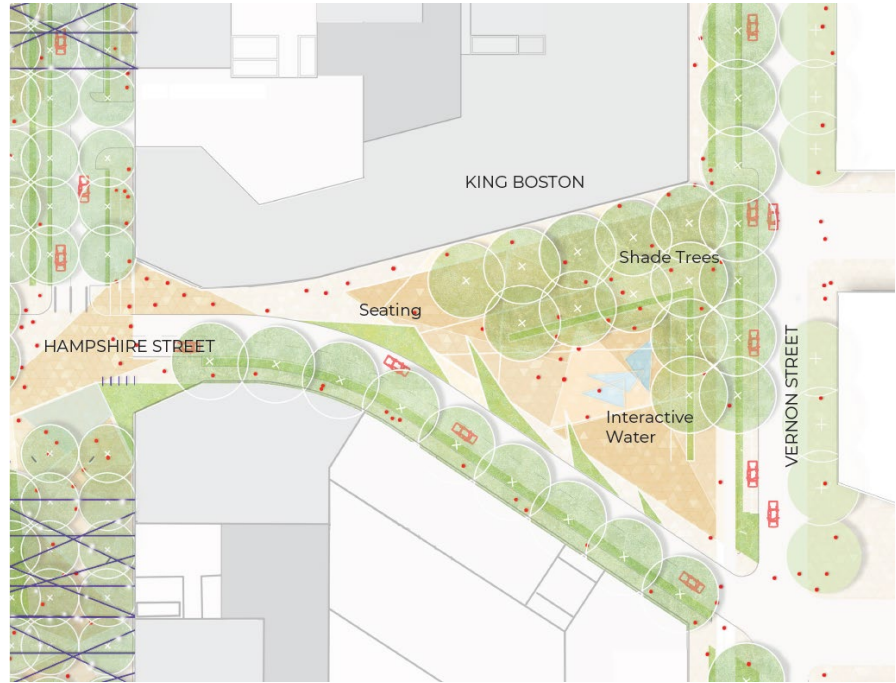 KING BOSTON
Shade Trees
Seating
HAMPSHIRE STREET
VERNON STREET
Interactive
Water